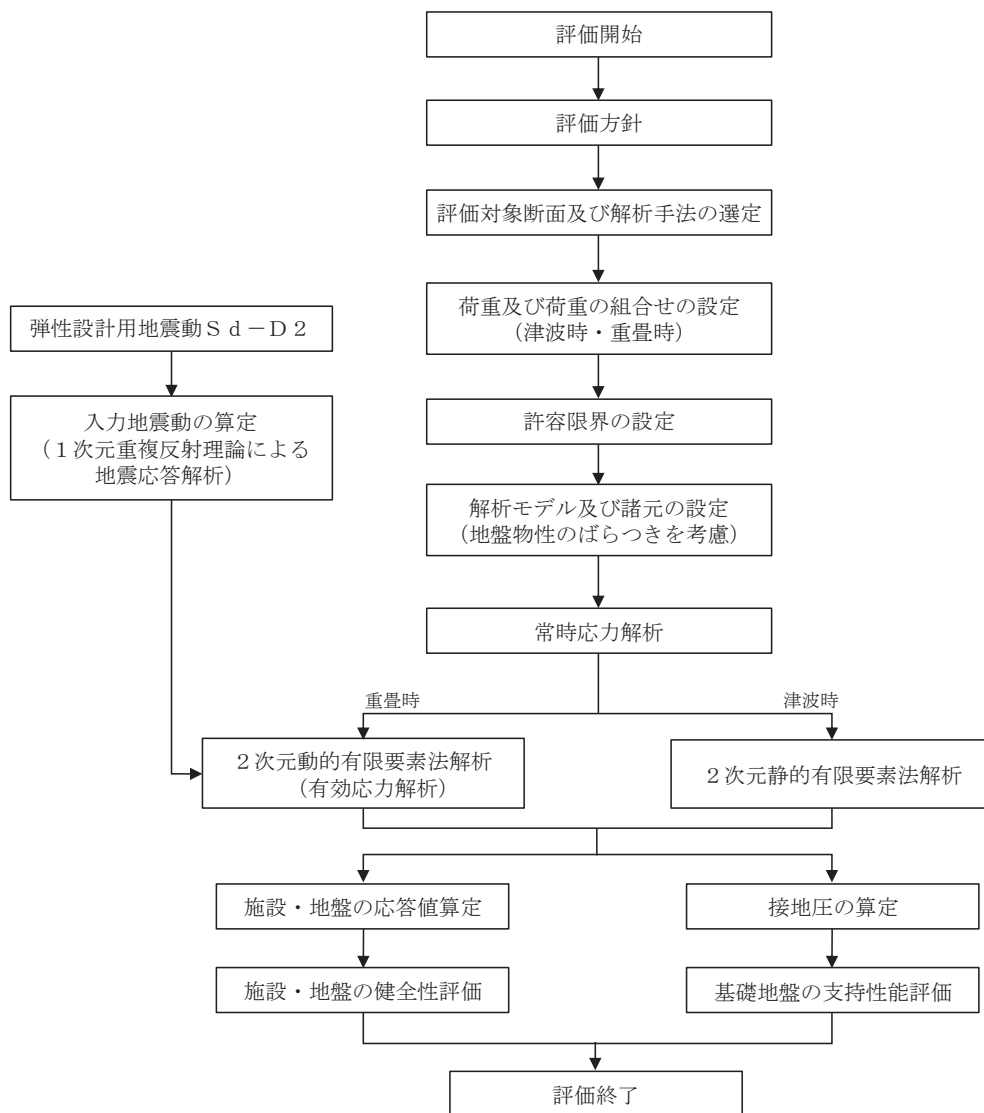 評価開始
評価方針
評価対象断面及び解析手法の選定
荷重及び荷重の組合せの設定
（津波時・重畳時）
弾性設計用地震動Ｓｄ－Ｄ２
入力地震動の算定
（１次元重複反射理論による
地震応答解析）
許容限界の設定
解析モデル及び諸元の設定
（地盤物性のばらつきを考慮）
常時応力解析
重畳時
津波時
２次元動的有限要素法解析
（有効応力解析）
２次元静的有限要素法解析
施設・地盤の応答値算定
接地圧の算定
施設・地盤の健全性評価
基礎地盤の支持性能評価
評価終了